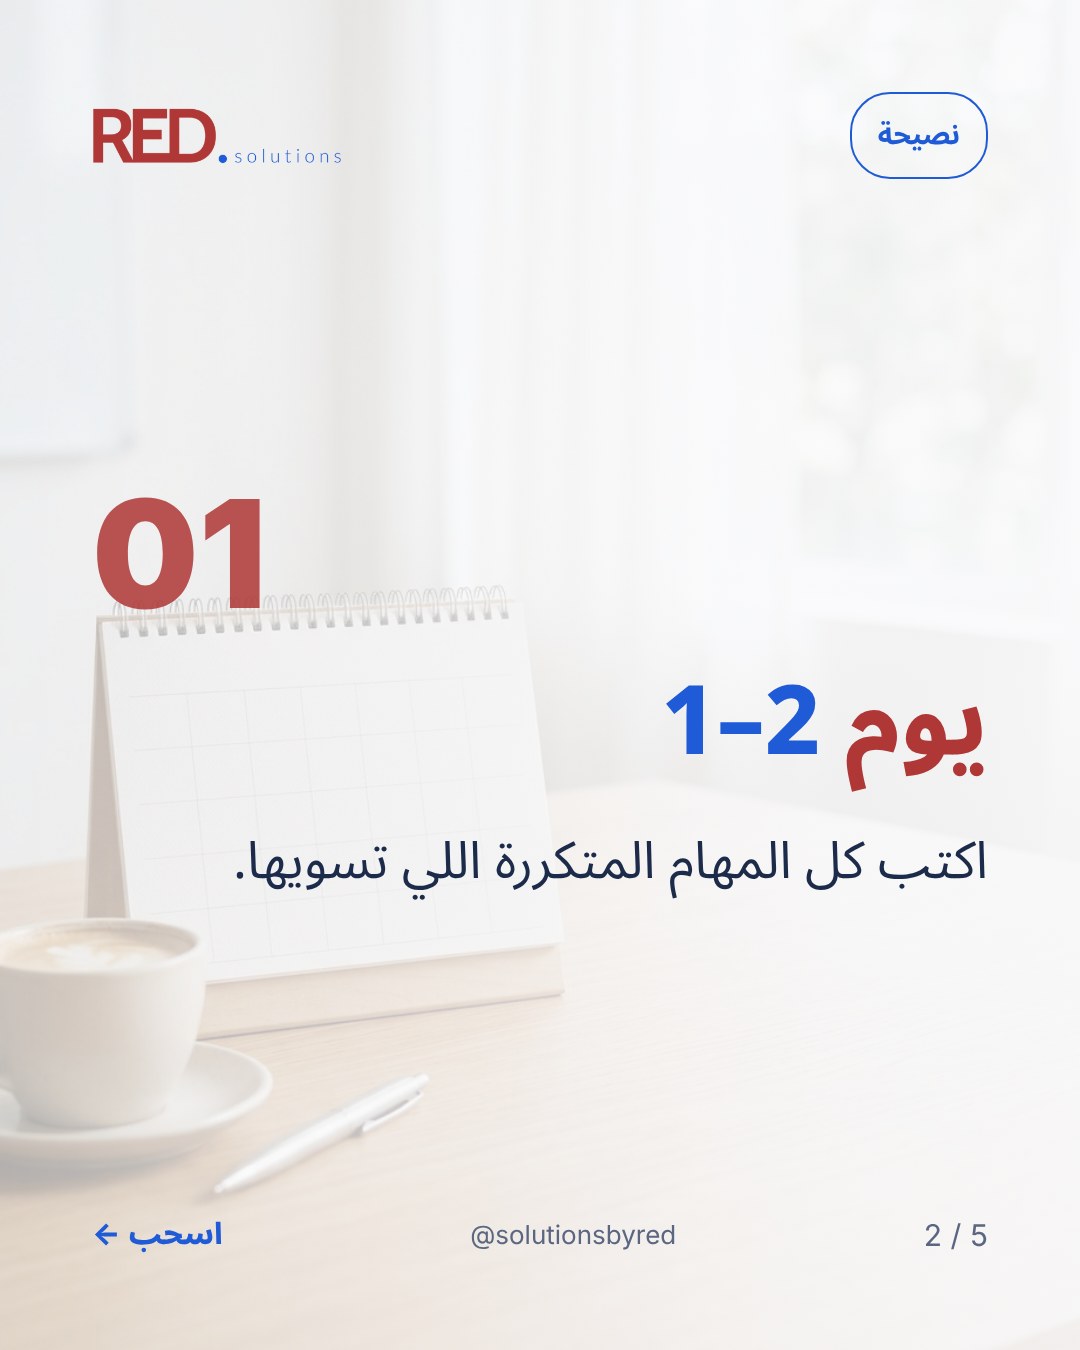 RED.solutions
نصيحة
01
يوم 1–2
اكتب كل المهام المتكررة اللي تسويها.
اسحب ←
@solutionsbyred
2 / 5